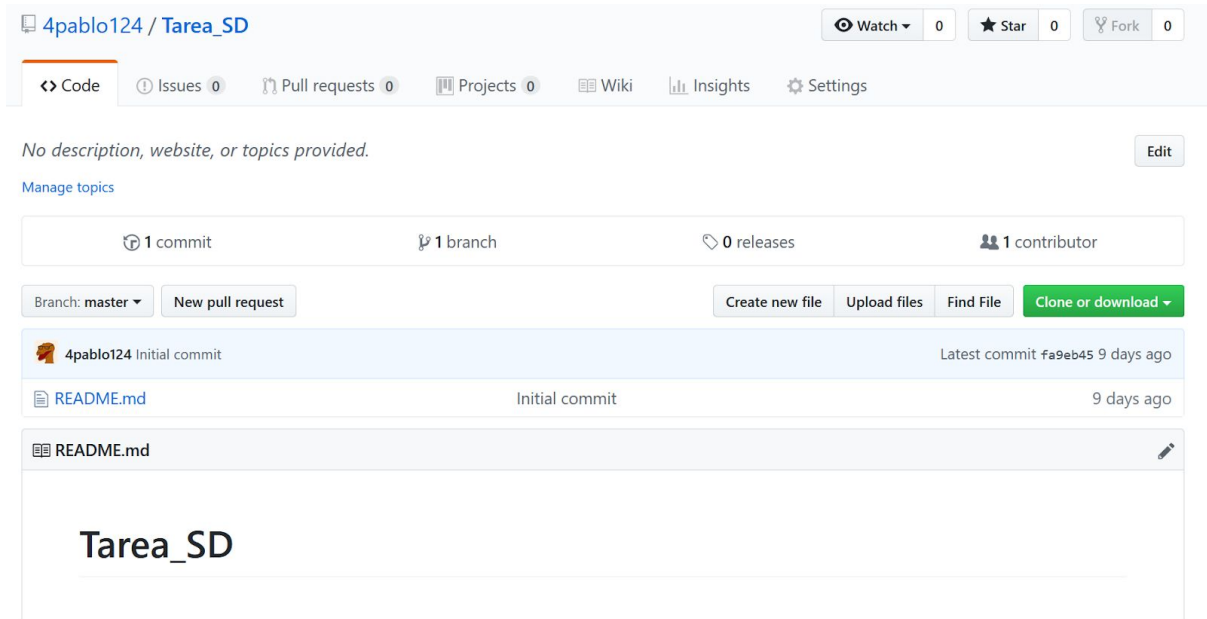 4pablo124 / Tarea_SD Watch 0 Star 0 Fork 0
Code Issues 0 Pull requests 0 Projects 0 Wiki Insights Settings
No description, website, or topics provided. Edit
Manage topics
1 commit 1 branch 0 releases 1 contributor
Branch: master New pull request Create new file Upload files Find File Clone or download
4pablo124 Initial commit Latest commit fa9eb45 9 days ago
README.md Initial commit 9 days ago
README.md
Tarea_SD